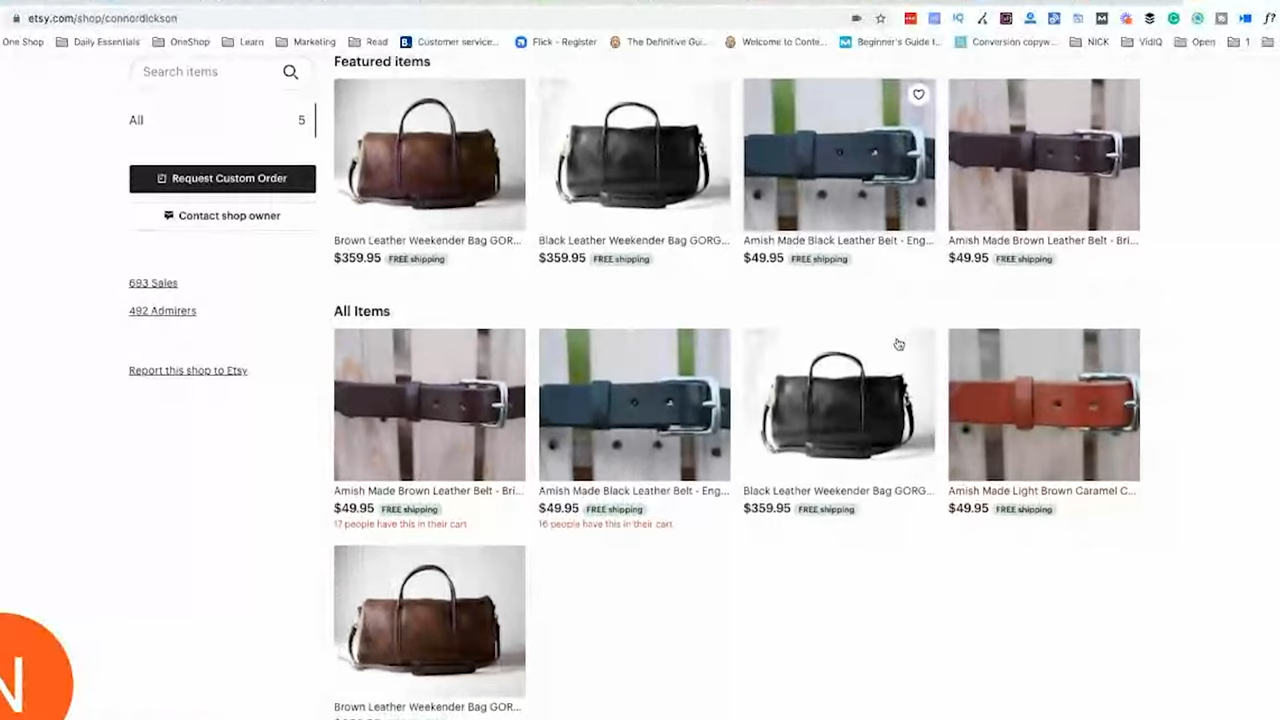 etsy.com/shop/connordickson
One Shop
Daily Essentials
OneShop
Learn
Marketing
Read
Customer service...
Flick - Register
The Definitive Gui...
Welcome to Conte...
Beginner's Guide t...
Conversion copyw...
NICK
VidIQ
Open
1
Search items
All 5
Request Custom Order
Contact shop owner
693 Sales
492 Admirers
Report this shop to Etsy
Featured items
Brown Leather Weekender Bag GOR...
$359.95 FREE shipping
Black Leather Weekender Bag GORG...
$359.95 FREE shipping
Amish Made Black Leather Belt - Eng...
$49.95 FREE shipping
Amish Made Brown Leather Belt - Bri...
$49.95 FREE shipping
All Items
Amish Made Brown Leather Belt - Bri...
$49.95 FREE shipping
17 people have this in their cart
Amish Made Black Leather Belt - Eng...
$49.95 FREE shipping
16 people have this in their cart
Black Leather Weekender Bag GORG...
$359.95 FREE shipping
Amish Made Light Brown Caramel C...
$49.95 FREE shipping
Brown Leather Weekender Bag GOR...
N